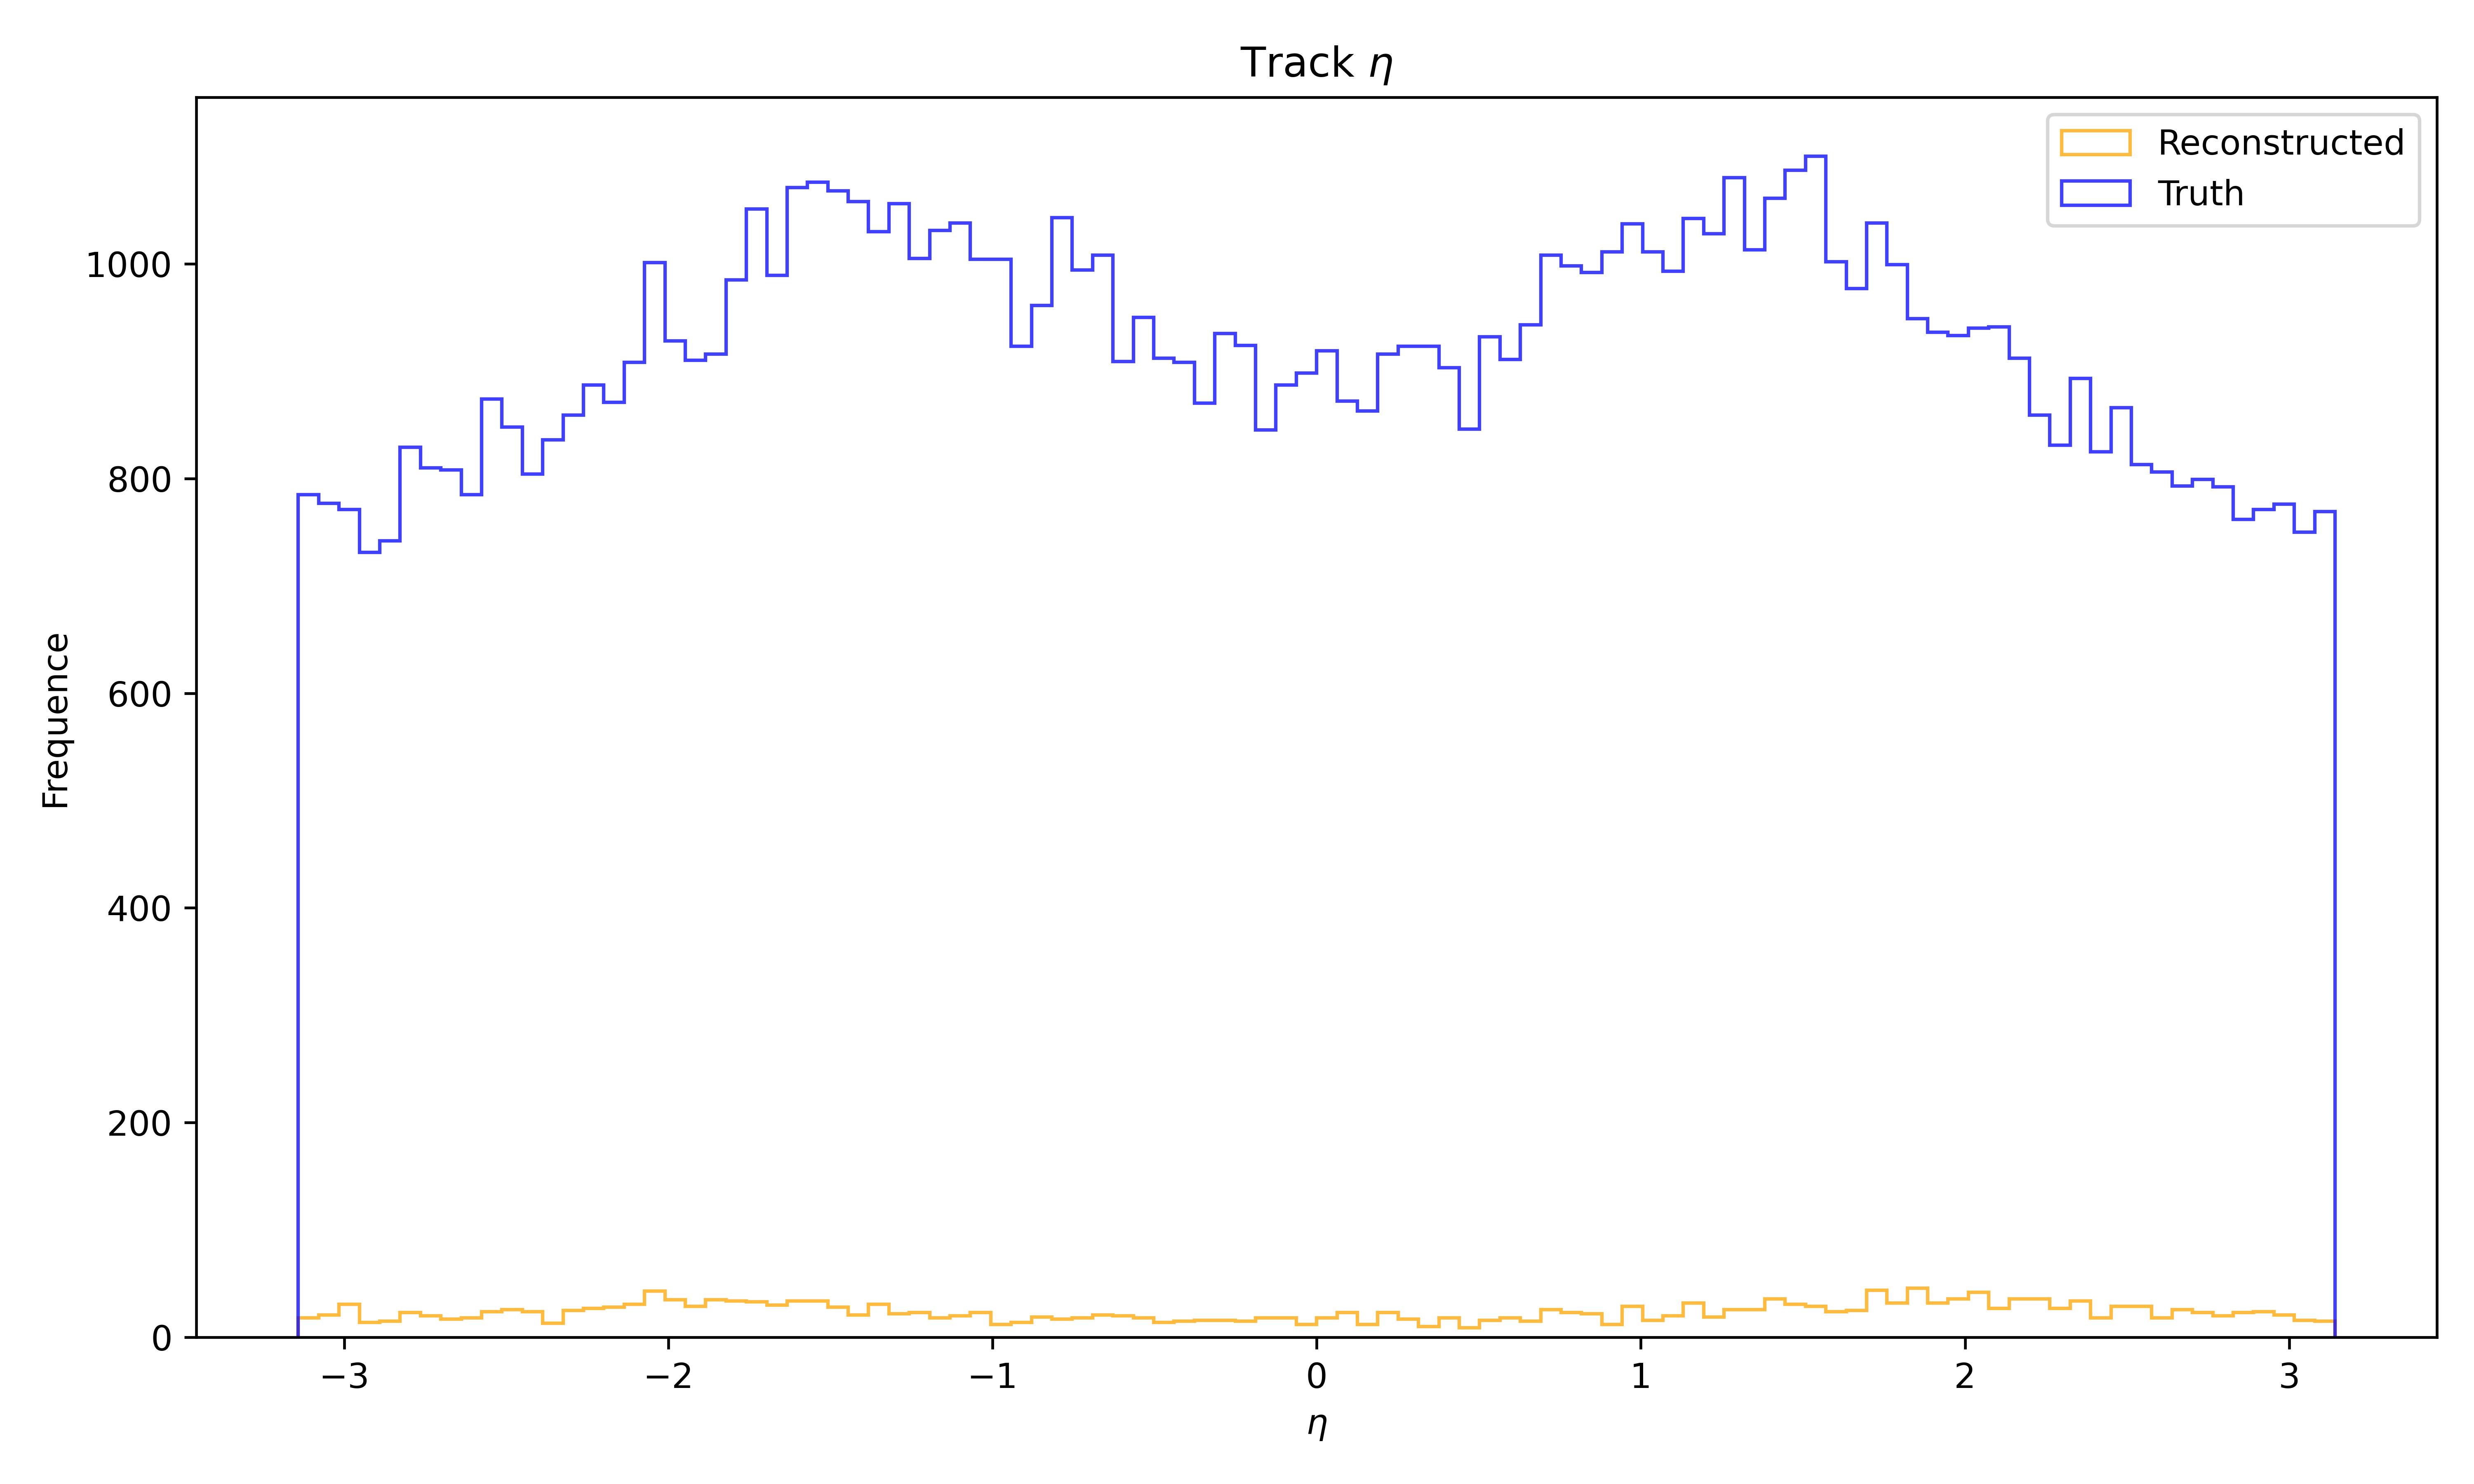 Track η
Reconstructed
Truth
1000
800
600
400
200
0
Frequence
−3 −2 −1 0 1 2 3
η